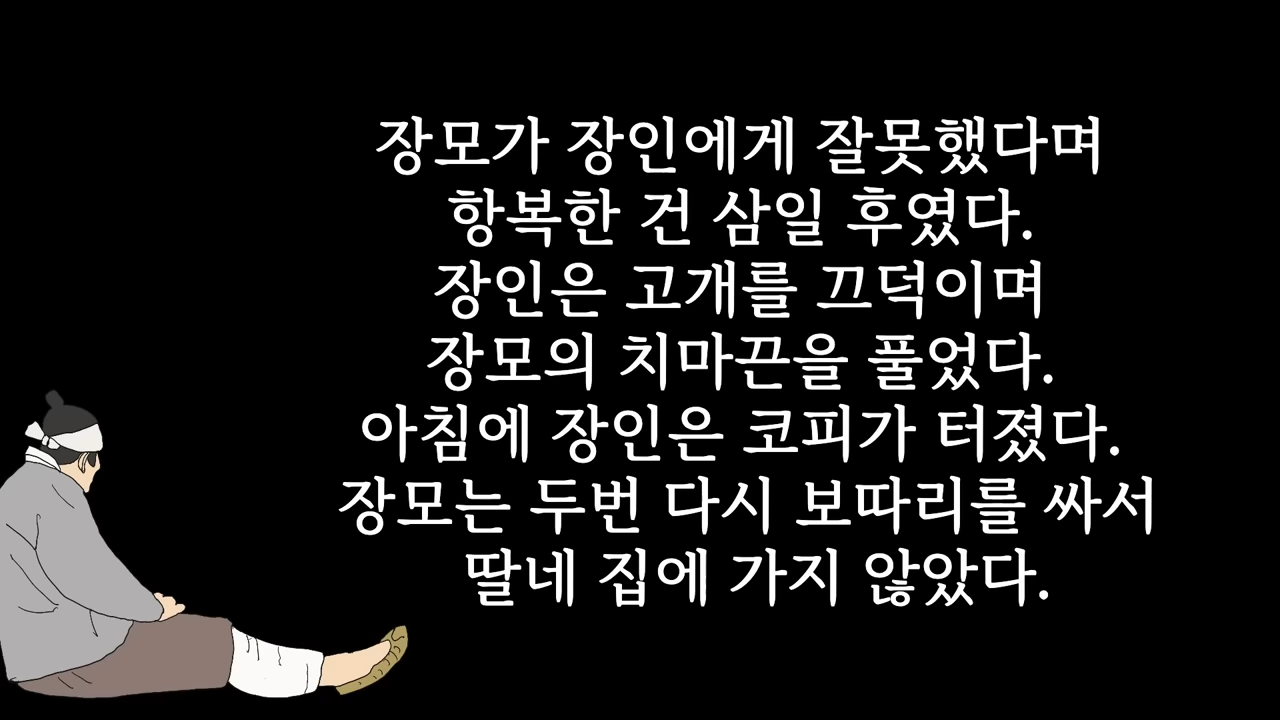 장모가 장인에게 잘못했다며
항복한 건 삼일 후였다.
장인은 고개를 끄덕이며
장모의 치마끈을 풀었다.
아침에 장인은 코피가 터졌다.
장모는 두번 다시 보따리를 싸서
딸네 집에 가지 않았다.